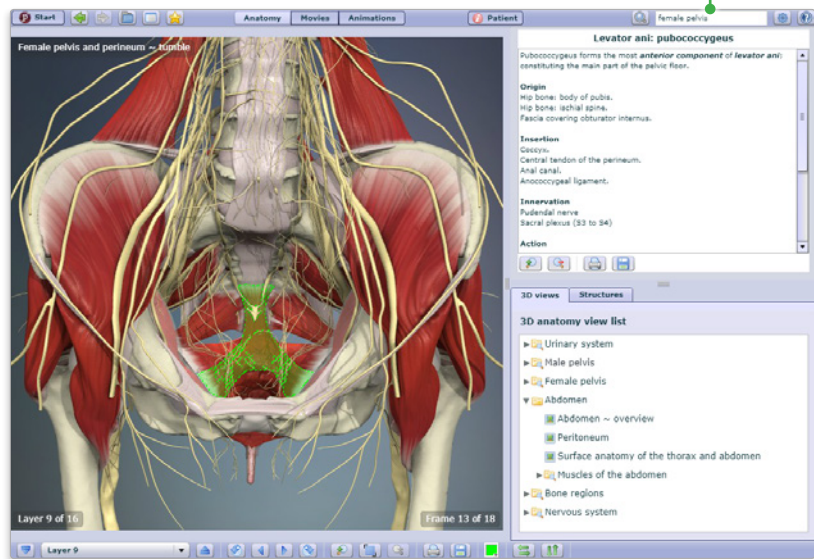 Start
Anatomy
Movies
Animations
Patient
female pelvis
Female pelvis and perineum ~ tumble
Layer 9 of 16
Frame 13 of 18
Levator ani: pubococcygeus
Pubococcygeus forms the most anterior component of levator ani;
constituting the main part of the pelvic floor.
Origin
Hip bone: body of pubis.
Hip bone: ischial spine.
Fascia covering obturator internus.
Insertion
Coccyx.
Central tendon of the perineum.
Anal canal.
Anococcygeal ligament.
Innervation
Pudendal nerve
Sacral plexus (S3 to S4)
Action
3D views
Structures
3D anatomy view list
Urinary system
Male pelvis
Female pelvis
Abdomen
Abdomen ~ overview
Peritoneum
Surface anatomy of the thorax and abdomen
Muscles of the abdomen
Bone regions
Nervous system
Layer 9